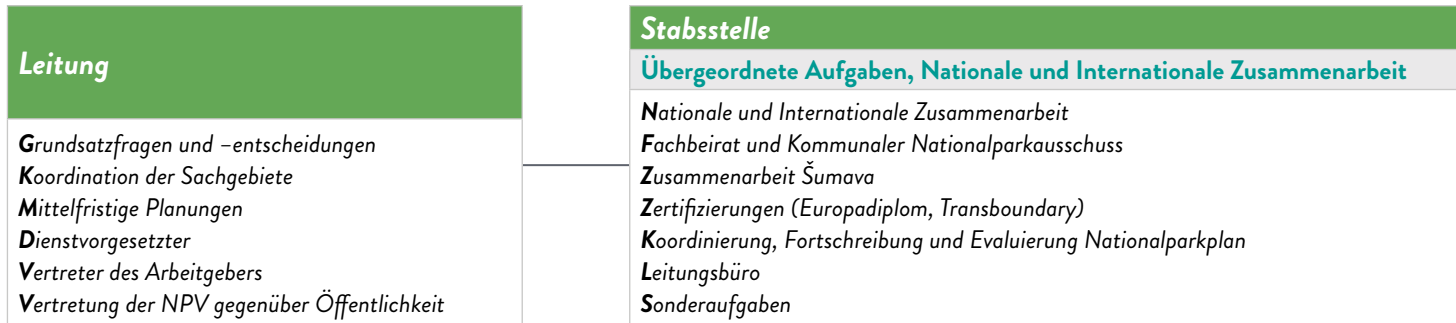 Leitung
Grundsatzfragen und –entscheidungen
Koordination der Sachgebiete
Mittelfristige Planungen
Dienstvorgesetzter
Vertreter des Arbeitgebers
Vertretung der NPV gegenüber Öffentlichkeit
Stabsstelle
Übergeordnete Aufgaben, Nationale und Internationale Zusammenarbeit
Nationale und Internationale Zusammenarbeit
Fachbeirat und Kommunaler Nationalparkausschuss
Zusammenarbeit Šumava
Zertifizierungen (Europadiplom, Transboundary)
Koordinierung, Fortschreibung und Evaluierung Nationalparkplan
Leitungsbüro
Sonderaufgaben